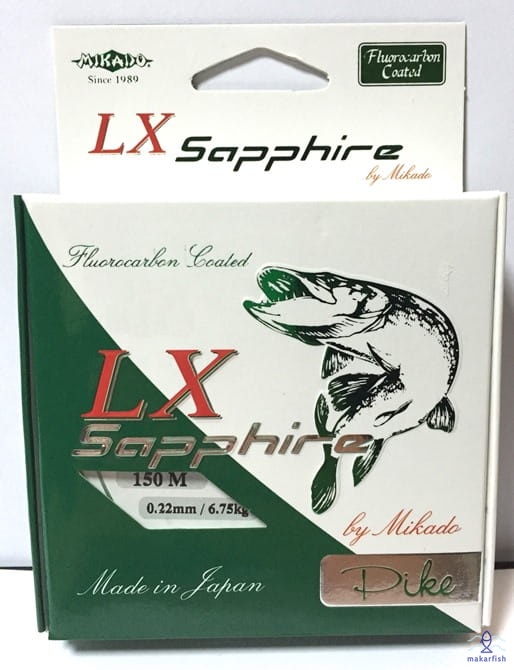 MIKADO
Since 1989
Fluorocarbon
Coated
LX Sapphire
by Mikado
Fluorocarbon Coated
LX
Sapphire
150 M
0.22mm / 6.75kg
by Mikado
Made in Japan
Pike
makarfish